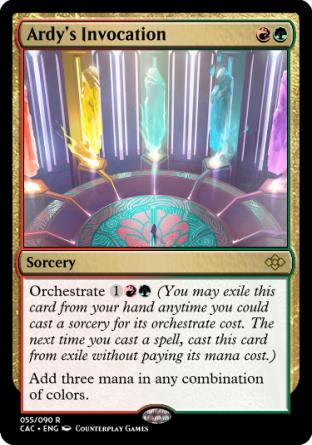 Ardy's Invocation
Sorcery
Orchestrate 1 (You may exile this
card from your hand anytime you could
cast a sorcery for its orchestrate cost. The
next time you cast a spell, cast this card
from exile without paying its mana cost.)
Add three mana in any combination
of colors.
055/090 R
CAC • ENG Counterplay Games